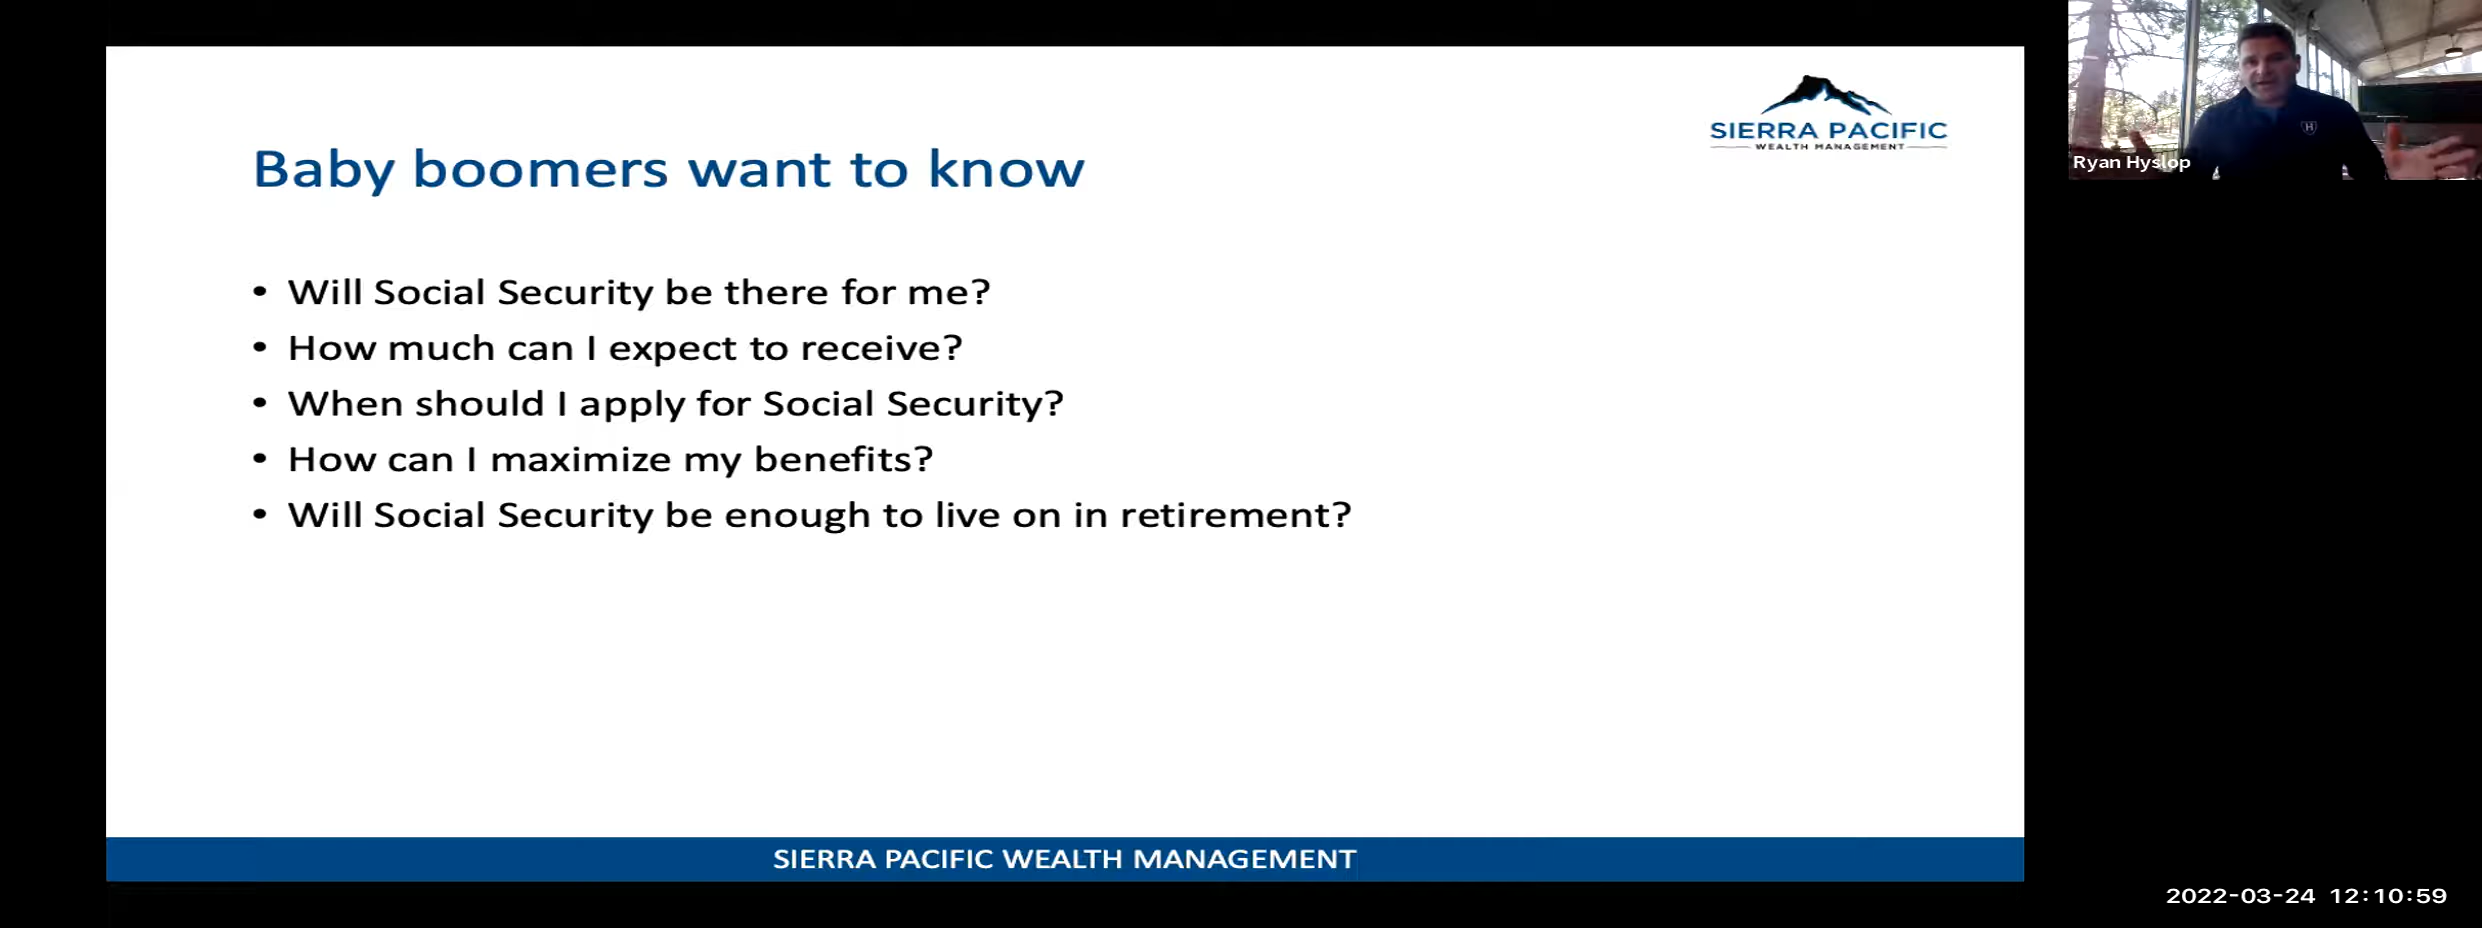 Baby boomers want to know
SIERRA PACIFIC
WEALTH MANAGEMENT
• Will Social Security be there for me?
• How much can I expect to receive?
• When should I apply for Social Security?
• How can I maximize my benefits?
• Will Social Security be enough to live on in retirement?
SIERRA PACIFIC WEALTH MANAGEMENT
Ryan Hyslop
H
2022-03-24 12:10:59